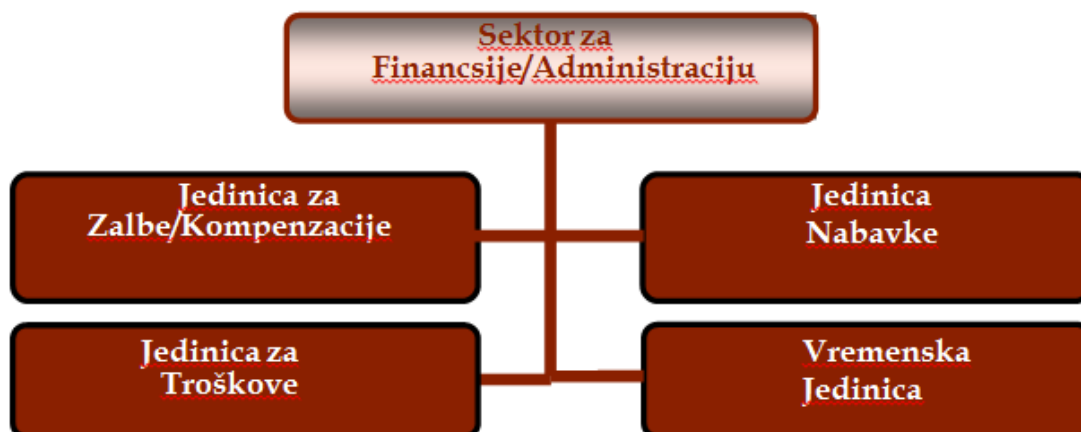 Sektor za
Financsije/Administraciju
Jedinica za
Zalbe/Kompenzacije
Jedinica
Nabavke
Jedinica za
Troškove
Vremenska
Jedinica